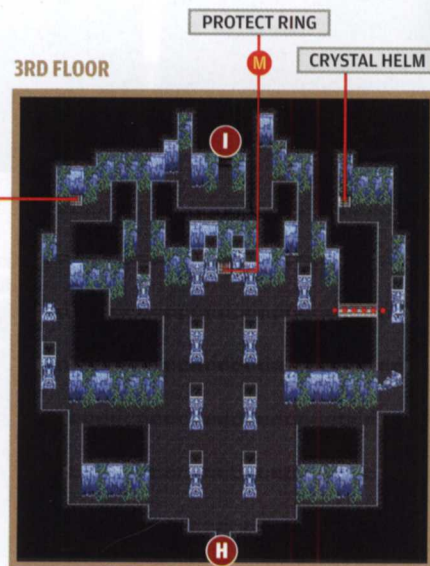 PROTECT RING
M
CRYSTAL HELM
3RD FLOOR
I
H